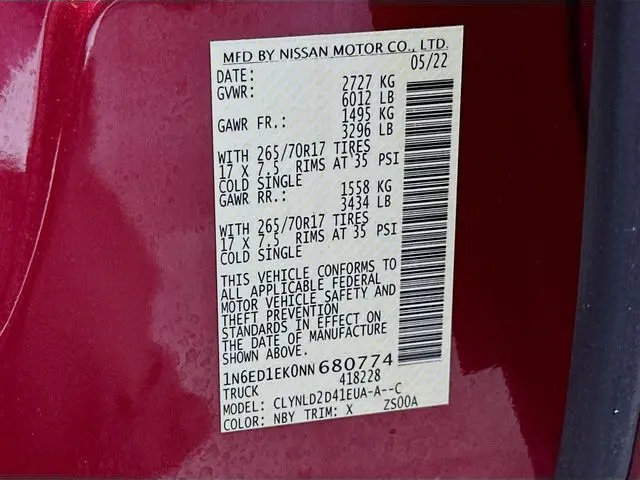 MFD BY NISSAN MOTOR CO., LTD.
DATE: 05/22
GVWR: 2727 KG
6012 LB
GAWR FR.: 1495 KG
3296 LB
WITH 265/70R17 TIRES
17 X 7.5 RIMS AT 35 PSI
COLD SINGLE
GAWR RR.: 1558 KG
3434 LB
WITH 265/70R17 TIRES
17 X 7.5 RIMS AT 35 PSI
COLD SINGLE
THIS VEHICLE CONFORMS TO
ALL APPLICABLE FEDERAL
MOTOR VEHICLE SAFETY AND
THEFT PREVENTION
STANDARDS IN EFFECT ON
THE DATE OF MANUFACTURE
SHOWN ABOVE.
1N6ED1EK0NN680774
TRUCK 418228
MODEL: CLYNLD2D41EUA-A--C
COLOR: NBY TRIM: X ZS00A